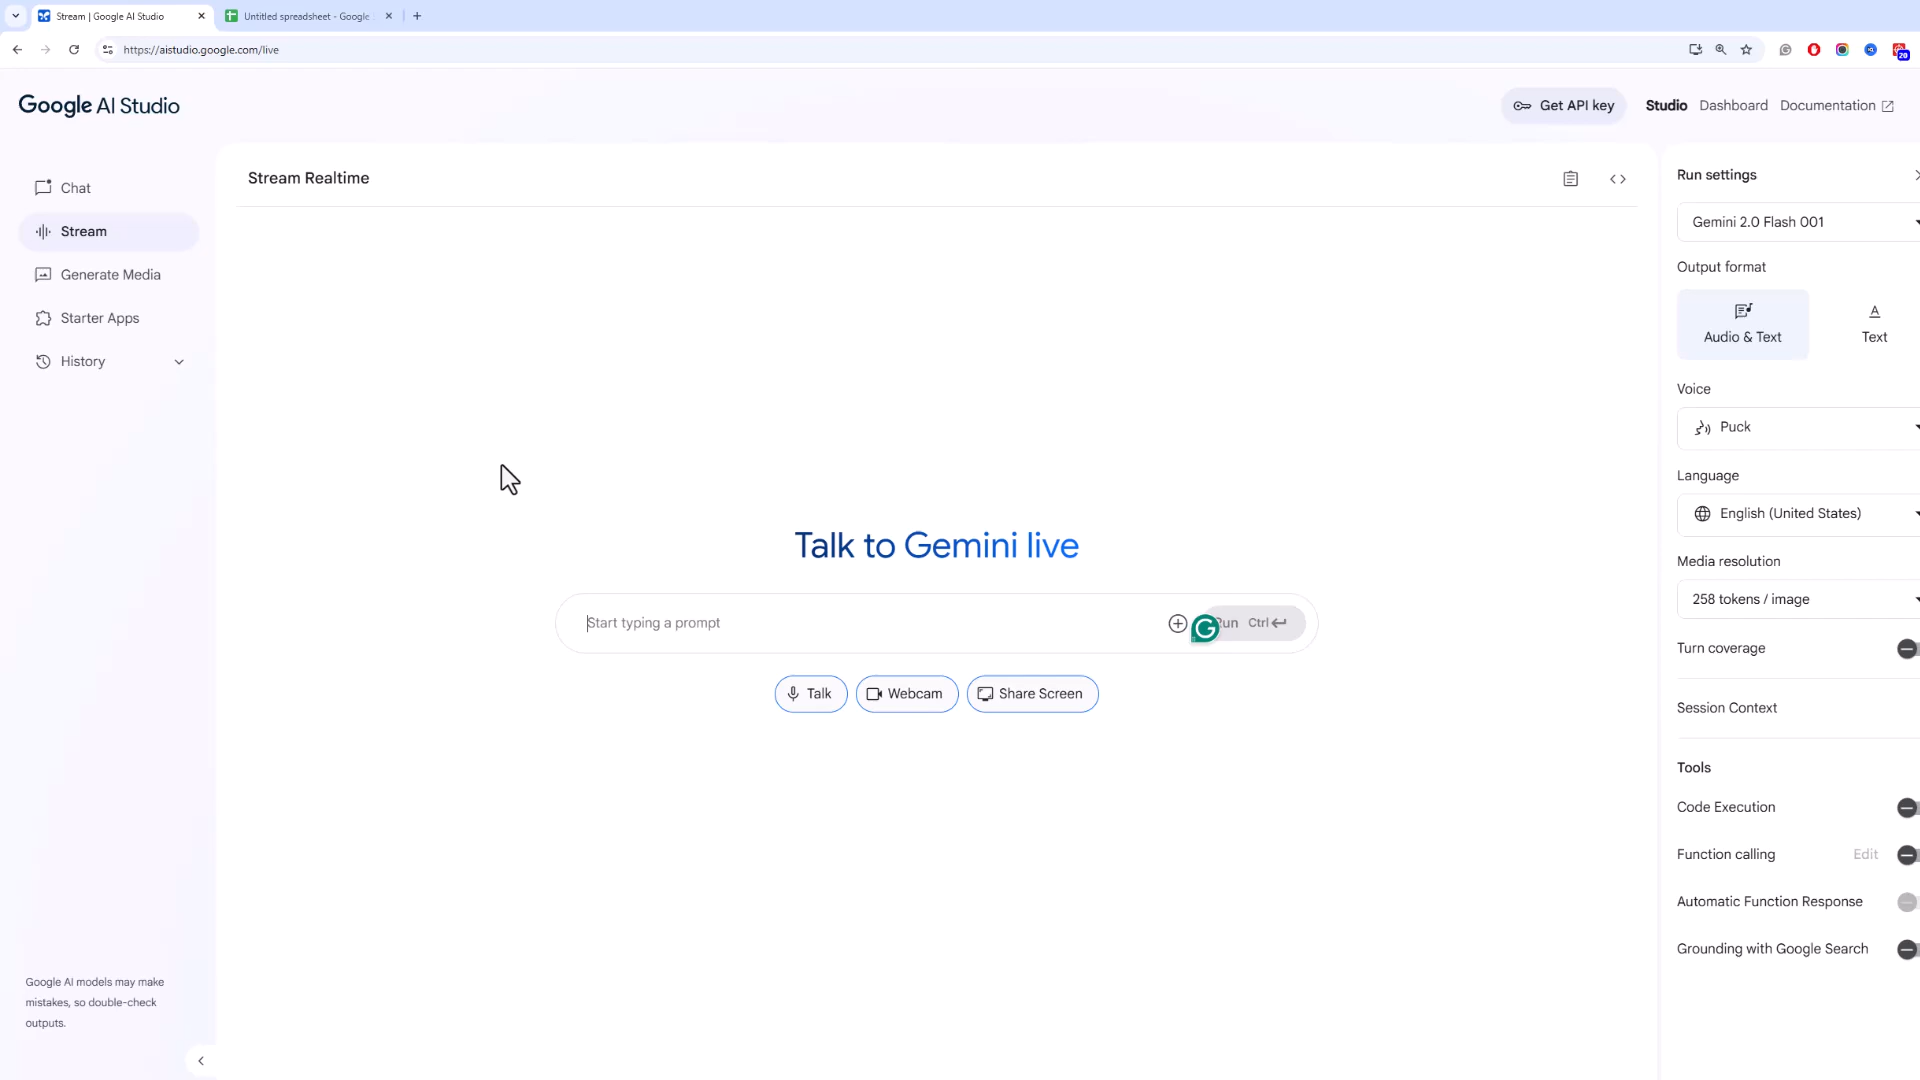 Stream | Google AI Studio
Untitled spreadsheet - Google
https://aistudio.google.com/live
20
Google AI Studio
Get API key
Studio
Dashboard
Documentation
Chat
Stream
Generate Media
Starter Apps
History
Google AI models may make
mistakes, so double-check
outputs.
Stream Realtime
Talk to Gemini live
Start typing a prompt
Ctrl
Talk
Webcam
Share Screen
Run settings
Gemini 2.0 Flash 001
Output format
Audio & Text
Text
Voice
Puck
Language
English (United States)
Media resolution
258 tokens / image
Turn coverage
Session Context
Tools
Code Execution
Function calling
Edit
Automatic Function Response
Grounding with Google Search